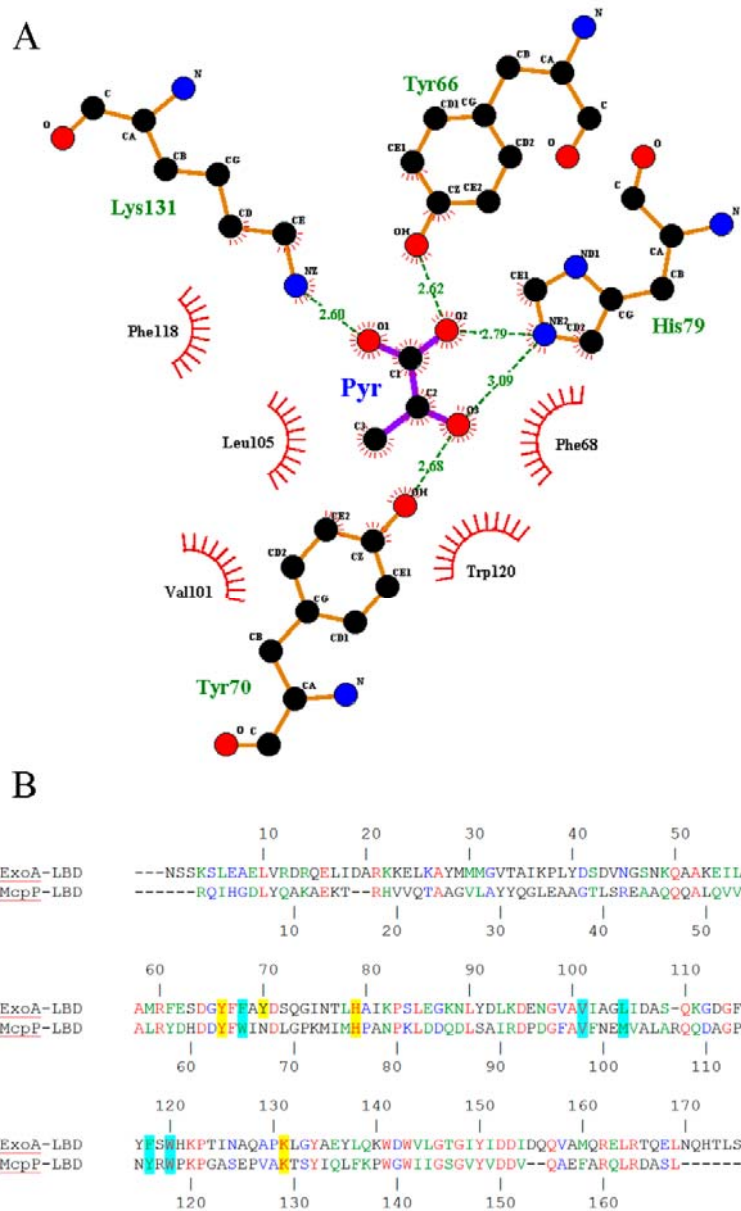 A
N
CB
CA
Tyr66
N
C
CD1
CG
C
O
CA
CE1
CD2
O
O
CB
CG
C
CZ
CE2
Lys131
CD
CE
N
OH
CA
CE1
ND1
CB
NZ
2.62
CG
Phe118
2.60
O1
O2
2.79
NE2
CD2
His79
C1
Pyr
3.09
C2
C3
O3
Leu105
2.68
Phe68
OH
CE2
CD2
CZ
Val101
CE1
Trp120
CG
CD1
CB
Tyr70
CA
N
O
C
B
10 20 30 40 50
ExoA-LBD ---NSSKSLEAELVRDRQELIDARKKELKAYMMMGVTAIKPLYDSDVNGSNKQAAKEIL
McpP-LBD ------RQIHGDLYQAKAEKT--RHVVQTAAGVLAYYQGLEAAGTLSREAAQQQALQVV
10 20 30 40 50
60 70 80 90 100 110
ExoA-LBD AMRFESDGYFFAYDSQGINTLHAIKPSLEGKNLYDLKDENGVAVIAGLIDAS-QKGDGF
McpP-LBD ALRYDHDDYFWINDLGPKMIMHPANPKLDDQDLSAIRDPDGFAVFNEMVALARQQDAGF
60 70 80 90 100 110
120 130 140 150 160 170
ExoA-LBD YFSWHKPTINAQAPKLGYAEYLQKWDWVLGTGIYIDDIDQQVAMQRELRTQELNQHTLS
McpP-LBD NYRWPKPGASEPVAKTSYIQLFKPWGWIIGSGVYVDDV--QAEFARQLRDASL------
120 130 140 150 160